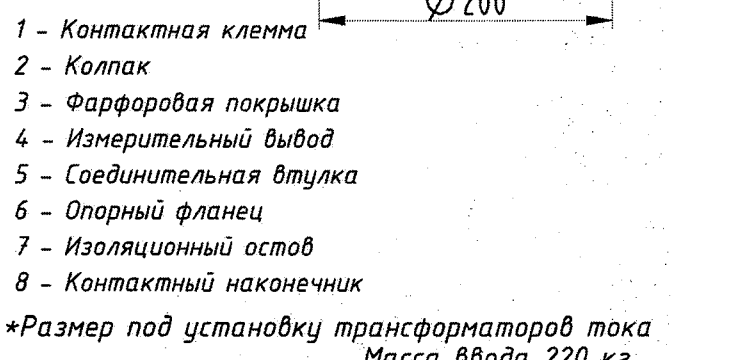 Ø 200
1 - Контактная клемма
2 - Колпак
3 - Фарфоровая покрышка
4 - Измерительный вывод
5 - Соединительная втулка
6 - Опорный фланец
7 - Изоляционный остов
8 - Контактный наконечник
*Размер под установку трансформаторов тока
Масса ввода 220 кг